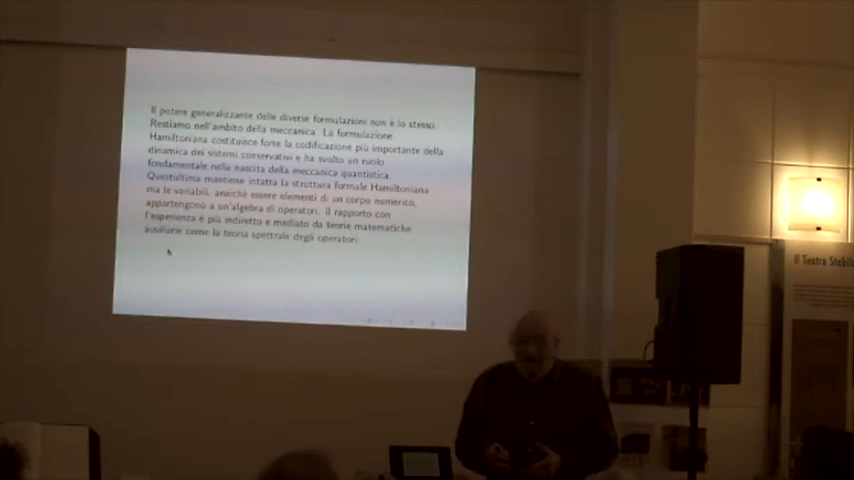 Il potere generalizzante delle diverse formulazioni non è lo stesso.
Restiamo nell'ambito della meccanica. La formulazione
Hamiltoniana costituisce forse la codificazione più importante della
dinamica dei sistemi conservativi e ha svolto un ruolo
fondamentale nella nascita della meccanica quantistica.
Questultima mantiene intatta la struttura formale Hamiltoniana
ma le variabili, anziché essere elementi di un corpo numerico,
appartengono a un'algebra di operatori. Il rapporto con
l'esperienza è più indiretto e mediato da teorie matematiche
ausiliarie come la teoria spettrale degli operatori.
Il Teatro